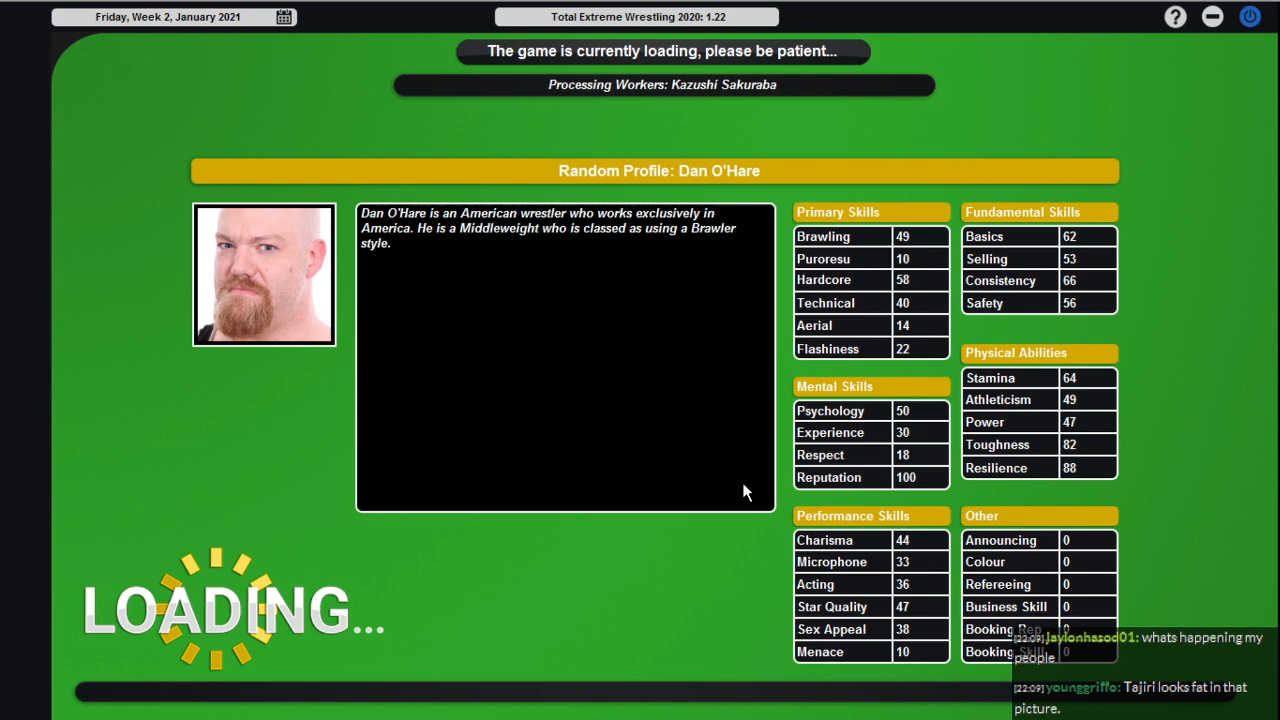 Friday, Week 2, January 2021
Total Extreme Wrestling 2020: 1.22
?
The game is currently loading, please be patient...
Processing Workers: Kazushi Sakuraba
Random Profile: Dan O'Hare
Dan O'Hare is an American wrestler who works exclusively in
America. He is a Middleweight who is classed as using a Brawler
style.
Primary Skills
Brawling 49
Puroresu 10
Hardcore 58
Technical 40
Aerial 14
Flashiness 22
Mental Skills
Psychology 50
Experience 30
Respect 18
Reputation 100
Performance Skills
Charisma 44
Microphone 33
Acting 36
Star Quality 47
Sex Appeal 38
Menace 10
Fundamental Skills
Basics 62
Selling 53
Consistency 66
Safety 56
Physical Abilities
Stamina 64
Athleticism 49
Power 47
Toughness 82
Resilience 88
Other
Announcing 0
Colour 0
Refereeing 0
Business Skill 0
Booking Rep 0
Booking Skill 0
LOADING...
[22:09] Jaylonhasod01: whats happening my
people
[22:09] younggriffo: Tajiri looks fat in that
picture.